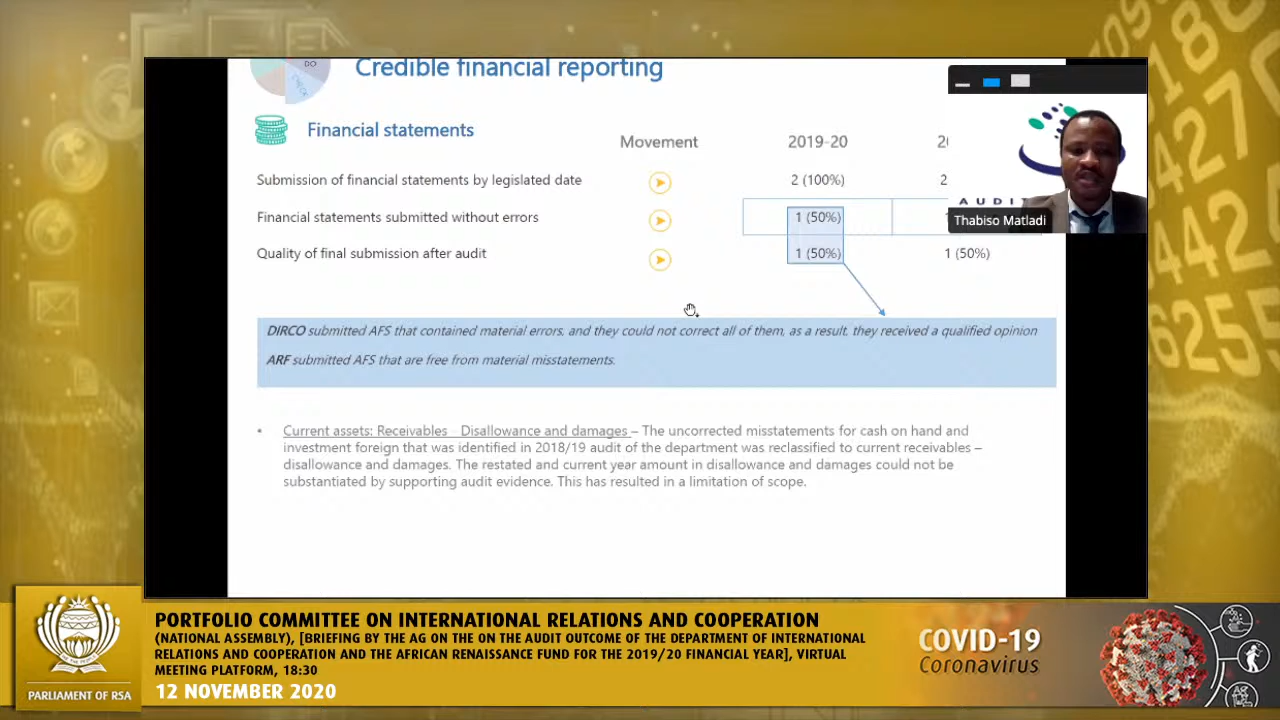 DO
CHECK
Credible financial reporting
Financial statements
Movement
2019-20
Submission of financial statements by legislated date
2 (100%)
2
Financial statements submitted without errors
1 (50%)
Quality of final submission after audit
1 (50%)
1 (50%)
AUDIT
Thabiso Matladi
DIRCO submitted AFS that contained material errors, and they could not correct all of them, as a result, they received a qualified opinion
ARF submitted AFS that are free from material misstatements.
• Current assets: Receivables - Disallowance and damages – The uncorrected misstatements for cash on hand and
investment foreign that was identified in 2018/19 audit of the department was reclassified to current receivables –
disallowance and damages. The restated and current year amount in disallowance and damages could not be
substantiated by supporting audit evidence. This has resulted in a limitation of scope.
PARLIAMENT OF RSA
PORTFOLIO COMMITTEE ON INTERNATIONAL RELATIONS AND COOPERATION
(NATIONAL ASSEMBLY), [BRIEFING BY THE AG ON THE ON THE AUDIT OUTCOME OF THE DEPARTMENT OF INTERNATIONAL
RELATIONS AND COOPERATION AND THE AFRICAN RENAISSANCE FUND FOR THE 2019/20 FINANCIAL YEAR], VIRTUAL
MEETING PLATFORM, 18:30
12 NOVEMBER 2020
COVID-19
Coronavirus